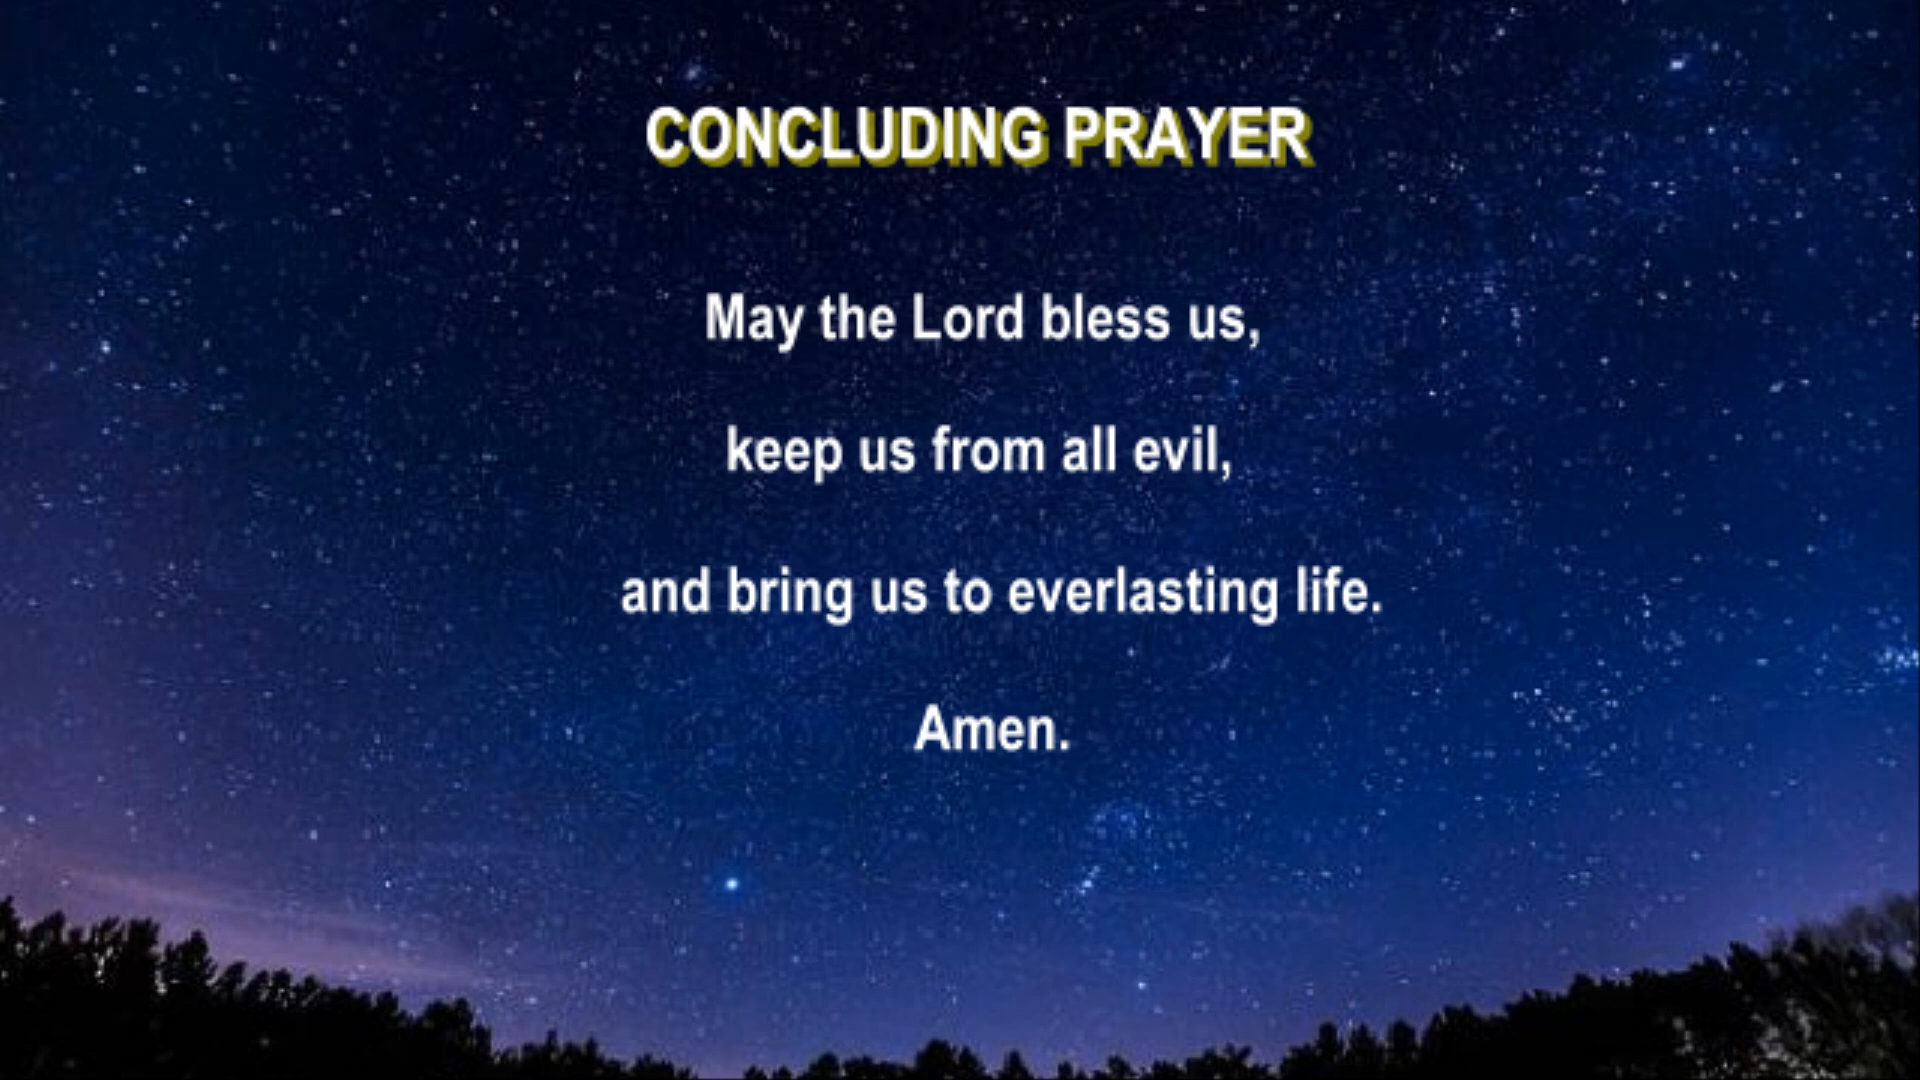 CONCLUDING PRAYER
May the Lord bless us,
keep us from all evil,
and bring us to everlasting life.
Amen.